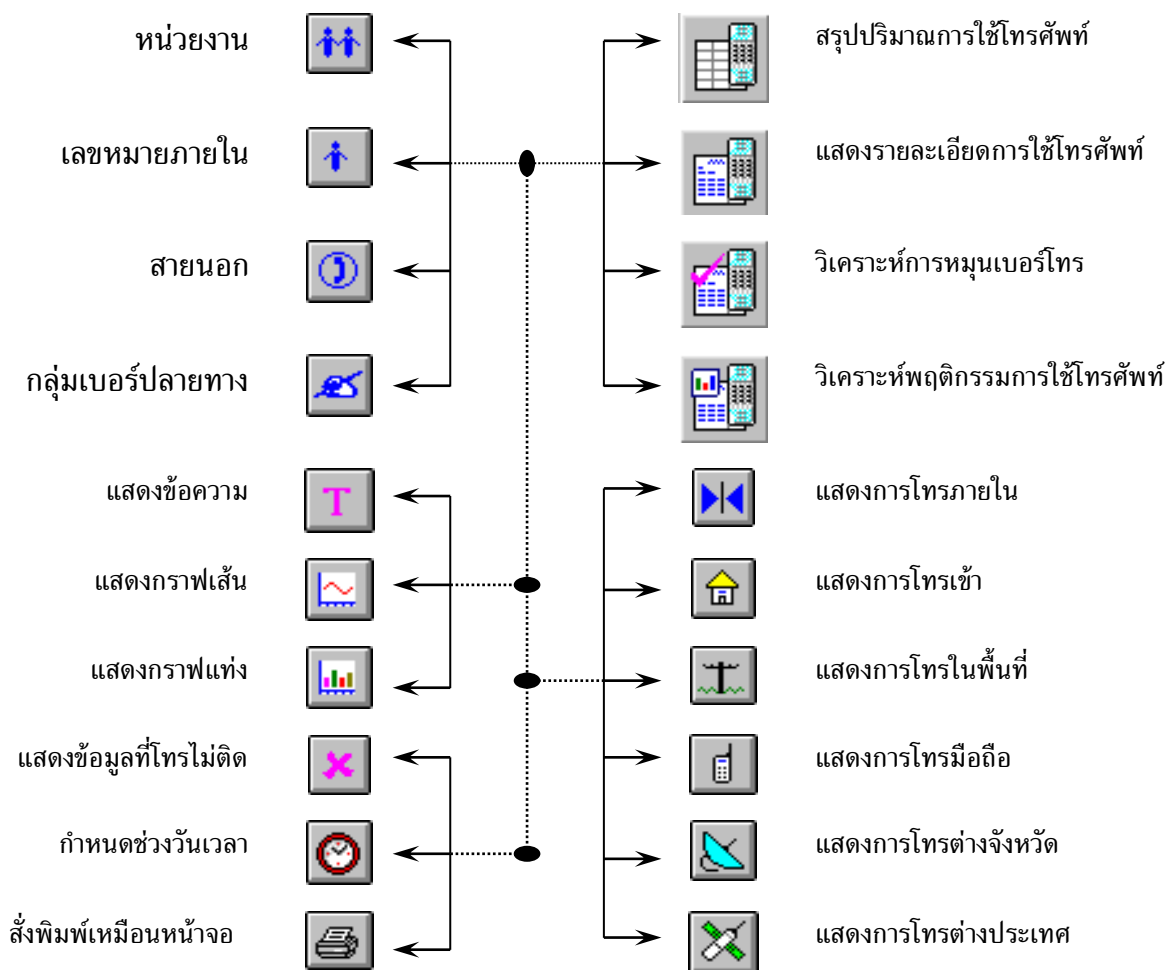 หน่วยงาน
สรุปปริมาณการใช้โทรศัพท์
เลขหมายภายใน
แสดงรายละเอียดการใช้โทรศัพท์
สายนอก
วิเคราะห์การหมุนเบอร์โทร
กลุ่มเบอร์ปลายทาง
วิเคราะห์พฤติกรรมการใช้โทรศัพท์
แสดงข้อความ
T
แสดงการโทรภายใน
แสดงกราฟเส้น
แสดงการโทรเข้า
แสดงกราฟแท่ง
แสดงการโทรในพื้นที่
แสดงข้อมูลที่โทรไม่ติด
แสดงการโทรมือถือ
กำหนดช่วงวันเวลา
แสดงการโทรต่างจังหวัด
สั่งพิมพ์เหมือนหน้าจอ
แสดงการโทรต่างประเทศ